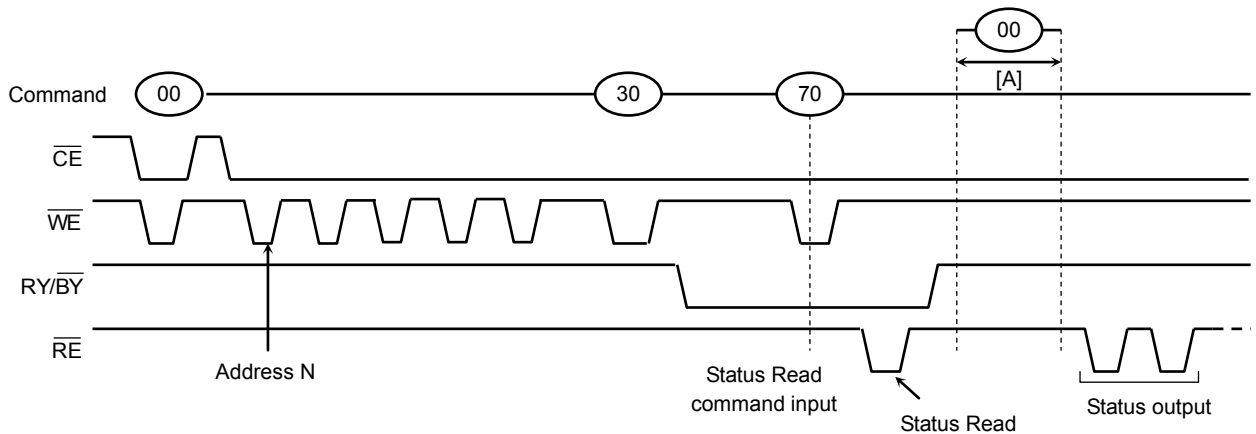 00
[A]
Command
00
30
70
CE
WE
RY/BY
RE
Address N
Status Read
command input
Status Read
Status output